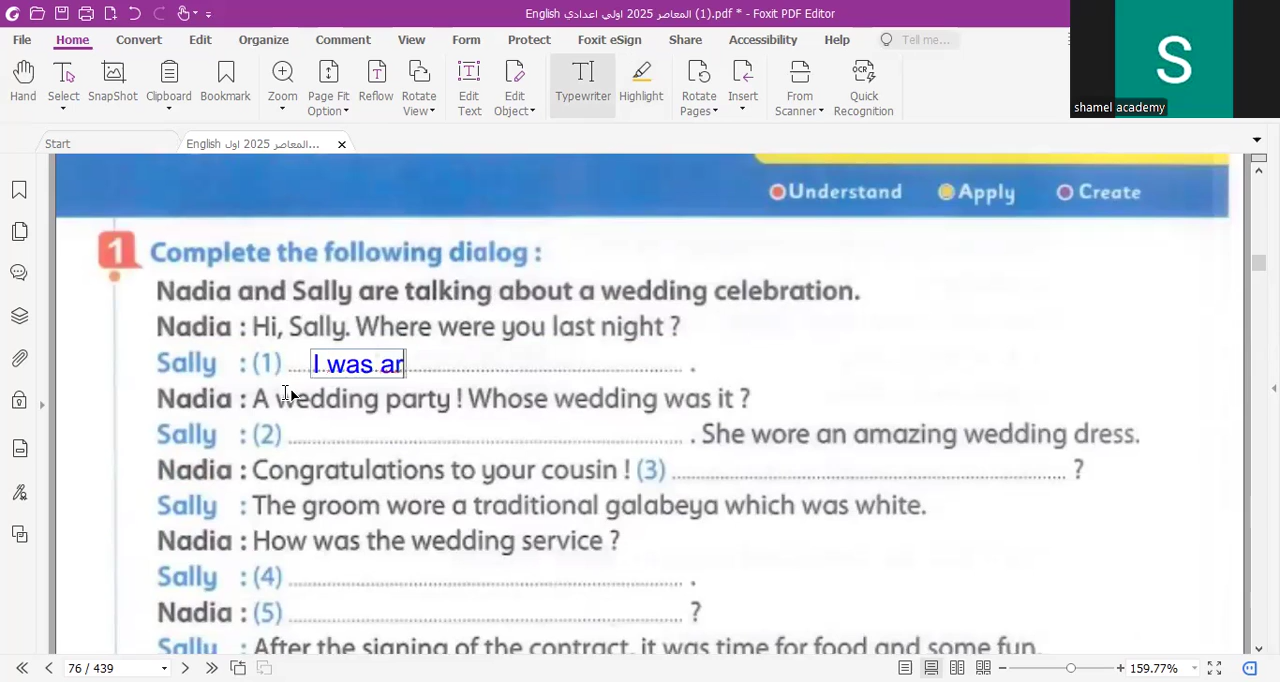 English المعاصر 2025 اولي اعدادي (1).pdf * - Foxit PDF Editor
File Home Convert Edit Organize Comment View Form Protect Foxit eSign Share Accessibility Help Tell me...
S
shamel academy
Hand Select SnapShot Clipboard Bookmark Zoom Page Fit Option Reflow Rotate View Edit Text Edit Object Typewriter Highlight Rotate Pages Insert From Scanner OCR Quick Recognition
Start English المعاصر 2025 اول...
Understand Apply Create
1 Complete the following dialog :
Nadia and Sally are talking about a wedding celebration.
Nadia : Hi, Sally. Where were you last night ?
Sally : (1) I was ar .
Nadia : A wedding party ! Whose wedding was it ?
Sally : (2) . She wore an amazing wedding dress.
Nadia : Congratulations to your cousin ! (3) ?
Sally : The groom wore a traditional galabeya which was white.
Nadia : How was the wedding service ?
Sally : (4) .
Nadia : (5) ?
Sally : After the signing of the contract, it was time for food and some fun.
76 / 439 159.77%